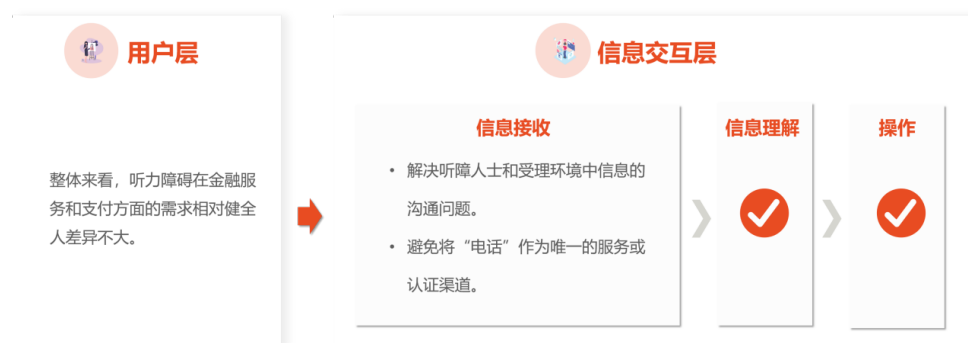 用户层
整体来看，听力障碍在金融服
务和支付方面的需求相对健全
人差异不大。
信息交互层
信息接收
• 解决听障人士和受理环境中信息的
沟通问题。
• 避免将“电话”作为唯一的服务或
认证渠道。
信息理解
操作